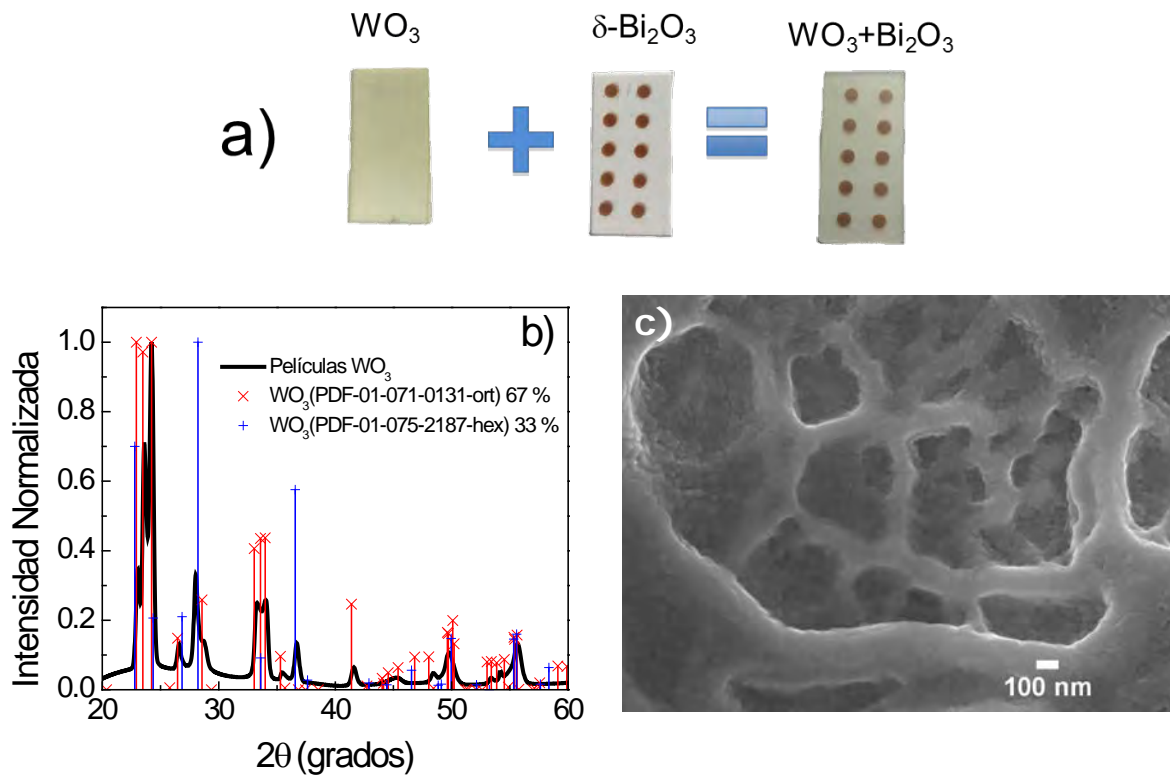 WO₃
δ-Bi₂O₃
WO₃+Bi₂O₃
a)
b)
Películas WO₃
WO₃(PDF-01-071-0131-ort) 67 %
WO₃(PDF-01-075-2187-hex) 33 %
Intensidad Normalizada
1.0
0.8
0.6
0.4
0.2
0.0
20
30
40
50
60
2θ (grados)
c)
100 nm